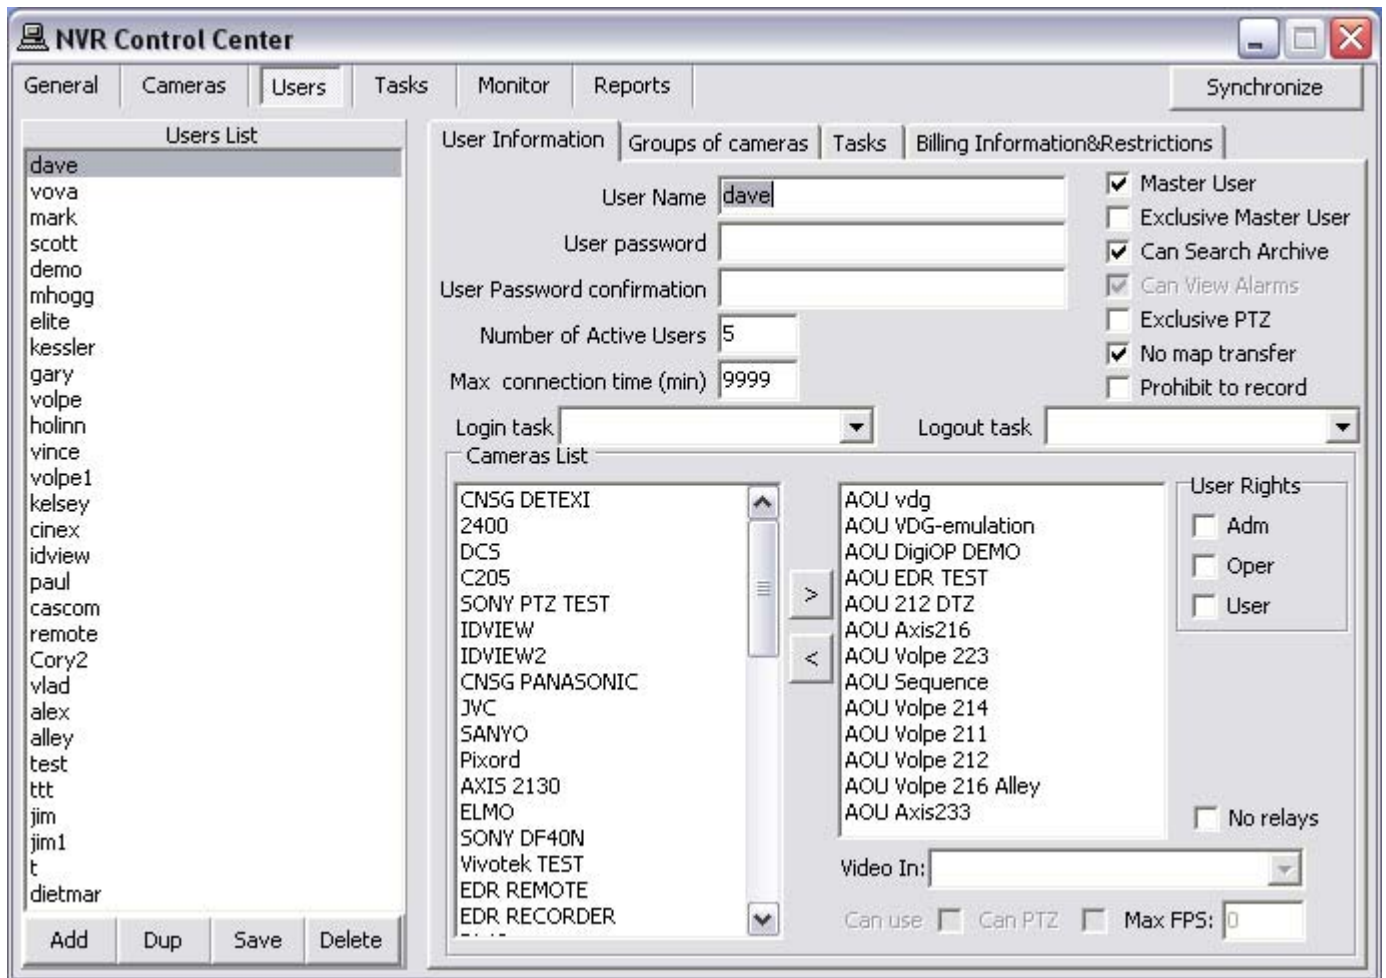 NVR Control Center
General Cameras Users Tasks Monitor Reports Synchronize
Users List
dave
vova
mark
scott
demo
mhogg
elite
kessler
gary
volpe
holinn
vince
volpe1
kelsey
cinex
idview
paul
cascom
remote
Cory2
vlad
alex
alley
test
ttt
jim
jim1
t
dietmar
Add Dup Save Delete
User Information Groups of cameras Tasks Billing Information&Restrictions
User Name dave
User password
User Password confirmation
Number of Active Users 5
Max connection time (min) 9999
Master User
Exclusive Master User
Can Search Archive
Can View Alarms
Exclusive PTZ
No map transfer
Prohibit to record
Login task Logout task
Cameras List
CNSG DETEXI
2400
DCS
C205
SONY PTZ TEST
IDVIEW
IDVIEW2
CNSG PANASONIC
JVC
SANYO
Pixord
AXIS 2130
ELMO
SONY DF40N
Vivotek TEST
EDR REMOTE
EDR RECORDER
>
<
AOU vdg
AOU VDG-emulation
AOU DigiOP DEMO
AOU EDR TEST
AOU 212 DTZ
AOU Axis216
AOU Volpe 223
AOU Sequence
AOU Volpe 214
AOU Volpe 211
AOU Volpe 212
AOU Volpe 216 Alley
AOU Axis233
User Rights
Adm
Oper
User
No relays
Video In:
Can use Can PTZ Max FPS: 0